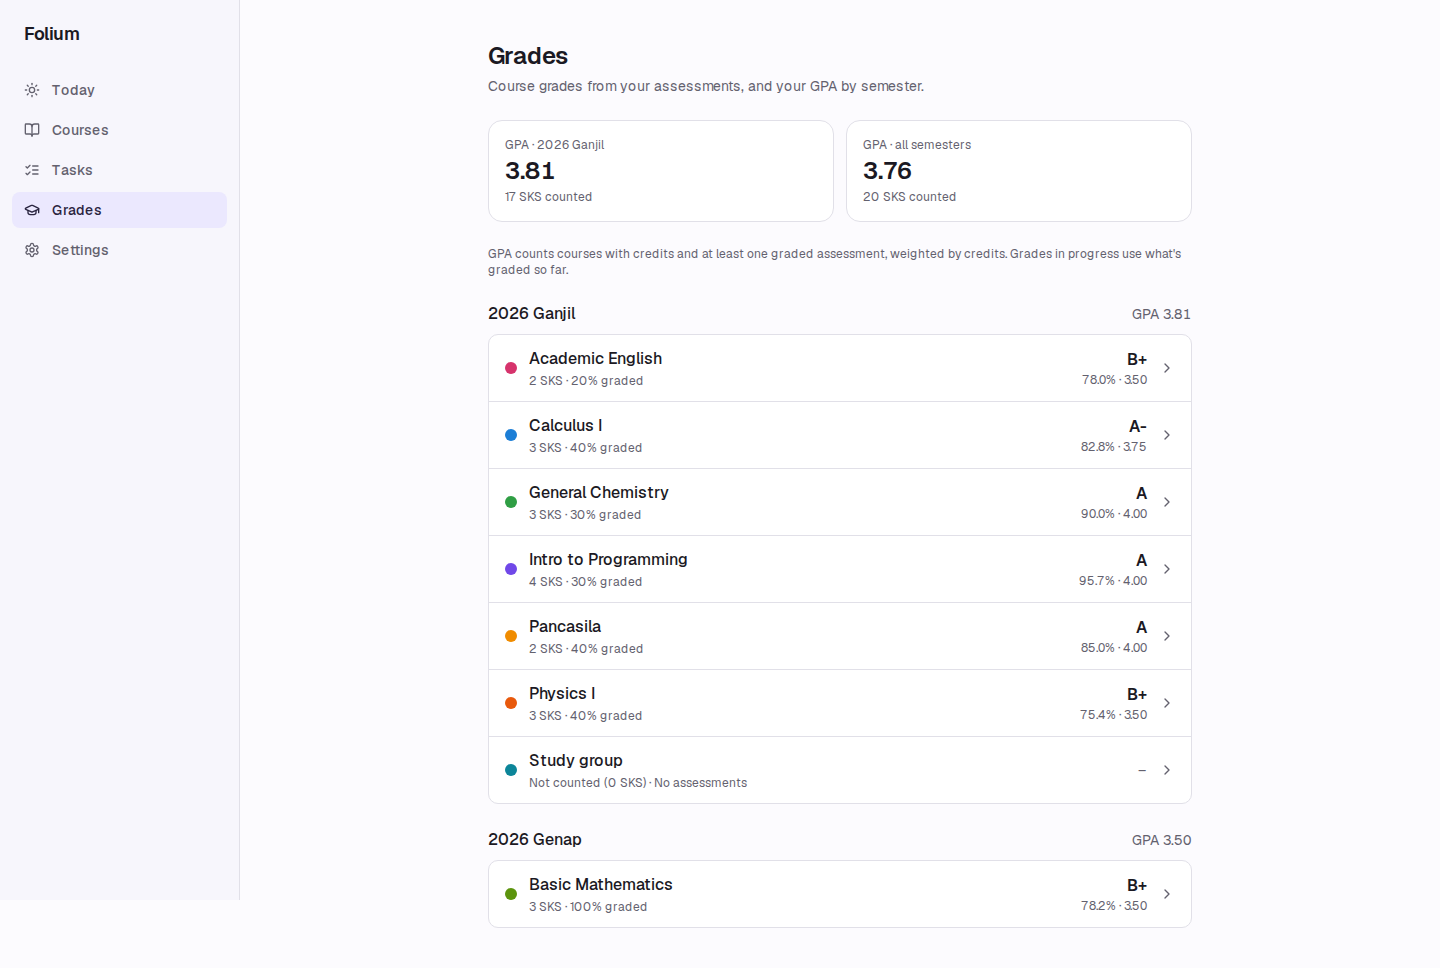 Folium
Today
Courses
Tasks
Grades
Settings
Grades
Course grades from your assessments, and your GPA by semester.
GPA · 2026 Ganjil
3.81
17 SKS counted
GPA · all semesters
3.76
20 SKS counted
GPA counts courses with credits and at least one graded assessment, weighted by credits. Grades in progress use what's
graded so far.
2026 Ganjil
GPA 3.81
Academic English
2 SKS · 20% graded
B+
78.0% · 3.50
Calculus I
3 SKS · 40% graded
A-
82.8% · 3.75
General Chemistry
3 SKS · 30% graded
A
90.0% · 4.00
Intro to Programming
4 SKS · 30% graded
A
95.7% · 4.00
Pancasila
2 SKS · 40% graded
A
85.0% · 4.00
Physics I
3 SKS · 40% graded
B+
75.4% · 3.50
Study group
Not counted (0 SKS) · No assessments
–
2026 Genap
GPA 3.50
Basic Mathematics
3 SKS · 100% graded
B+
78.2% · 3.50